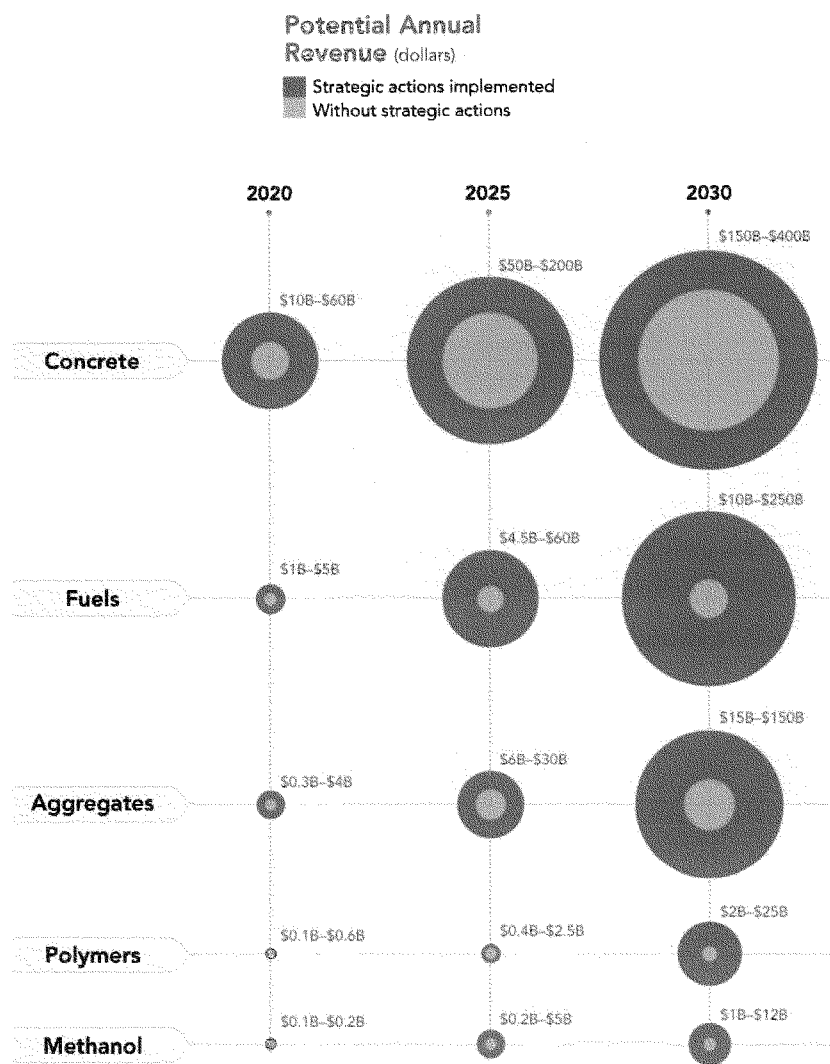 Potential Annual
Revenue (dollars)
Strategic actions implemented
Without strategic actions
2020 2025 2030
$150B–$400B
$50B–$200B
$10B–$60B
Concrete
$10B–$250B
$4.5B–$60B
$1B–$5B
Fuels
$15B–$150B
$6B–$30B
$0.3B–$4B
Aggregates
$2B–$25B
$0.1B–$0.6B $0.4B–$2.5B
Polymers
$0.1B–$0.2B $0.2B–$5B $1B–$12B
Methanol